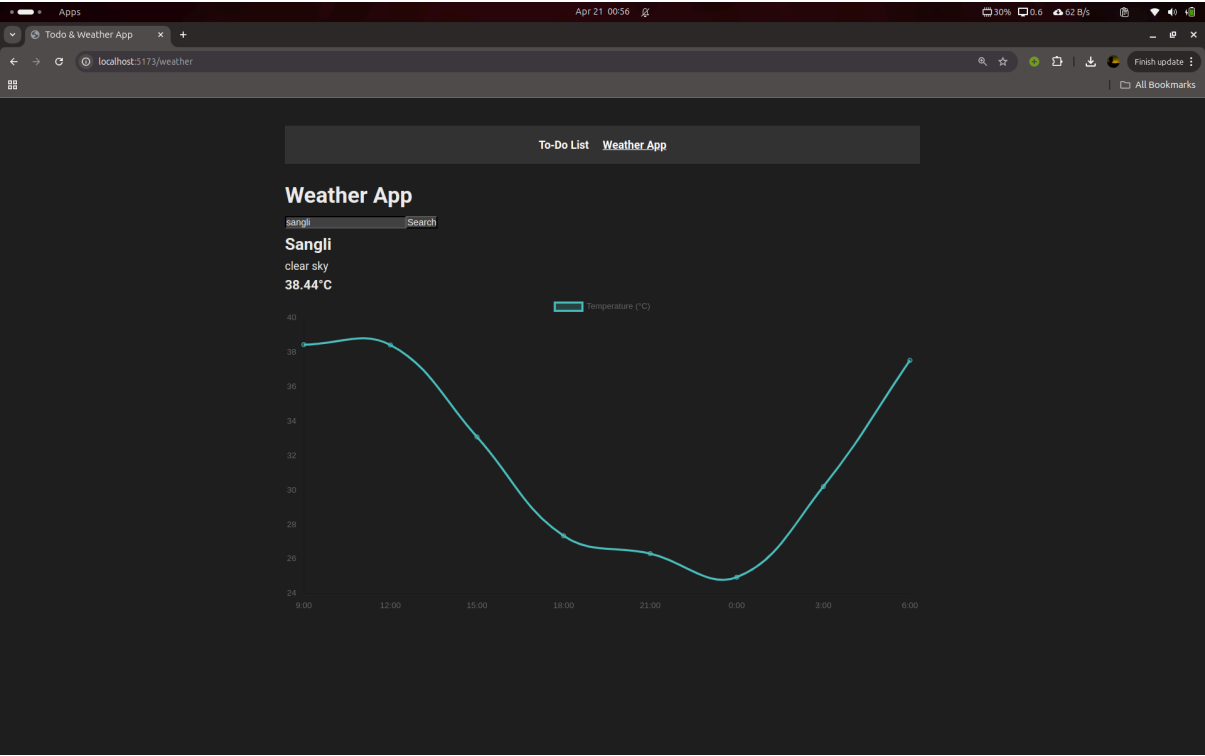 Apps Apr 21 00:56 30% 0.6 62 B/s
Todo & Weather App
localhost:5173/weather Finish update
All Bookmarks
To-Do List Weather App
Weather App
sangli Search
Sangli
clear sky
38.44°C
Temperature (°C)
40
38
36
34
32
30
28
26
24
9:00 12:00 15:00 18:00 21:00 0:00 3:00 6:00